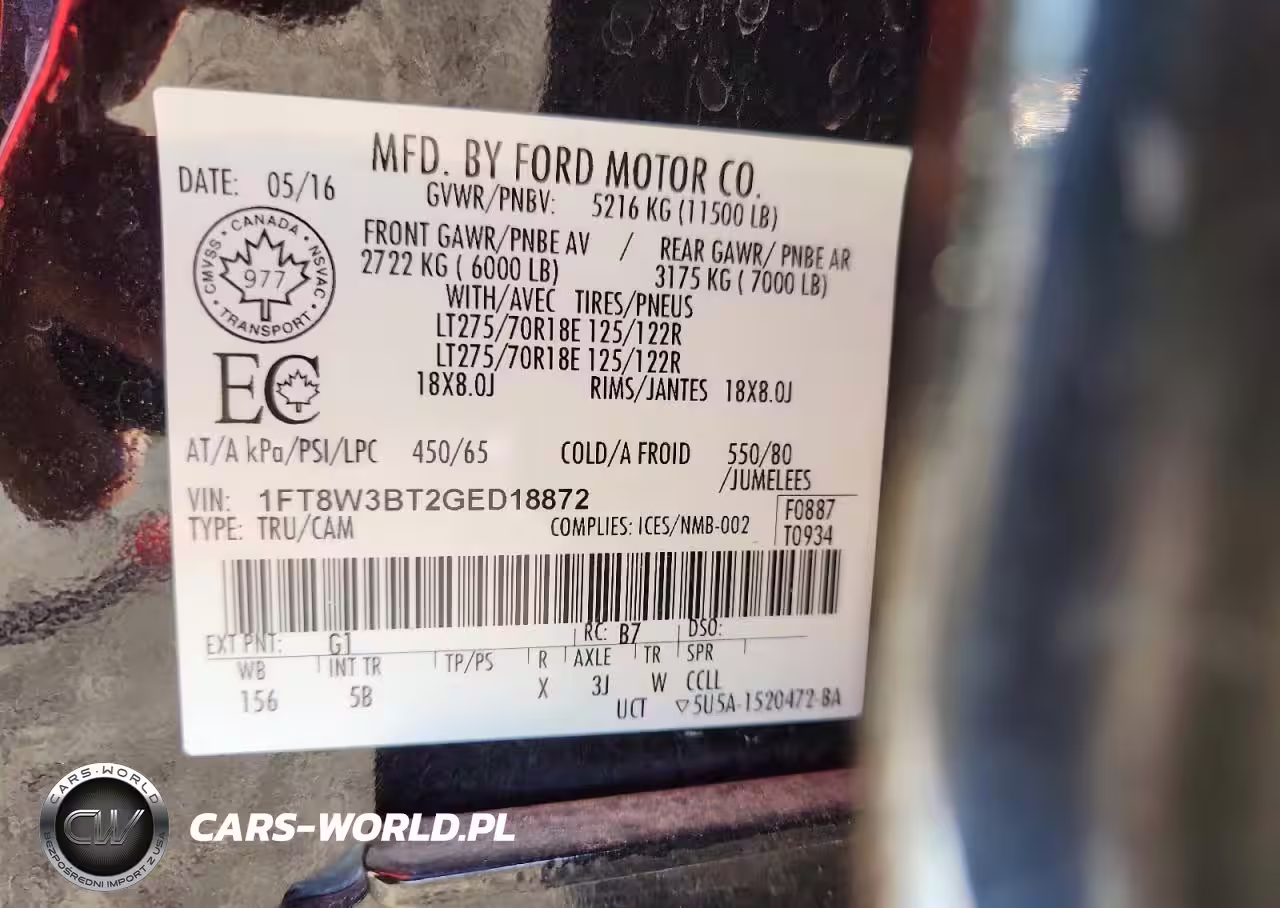 MFD. BY FORD MOTOR CO.
DATE: 05/16
GVWR/PNBV: 5216 KG (11500 LB)
FRONT GAWR/PNBE AV / REAR GAWR/ PNBE AR
2722 KG ( 6000 LB) 3175 KG ( 7000 LB)
WITH/AVEC TIRES/PNEUS
LT275/70R18E 125/122R
LT275/70R18E 125/122R
18X8.0J RIMS/JANTES 18X8.0J
CANADA
CMVSS NSVAC
977
TRANSPORT
EC
AT/A kPa/PSI/LPC 450/65 COLD/A FROID 550/80
/JUMELEES
VIN: 1FT8W3BT2GED18872
F0887
TYPE: TRU/CAM COMPLIES: ICES/NMB-002
T0934
EXT PNT: G1 RC: B7 DSO:
WB INT TR TP/PS R AXLE TR SPR
156 5B X 3J W CCLL
UCT ▽5U5A-1520472-BA
CARS-WORLD
CW
BEZPOŚREDNI IMPORT Z USA
CARS-WORLD.PL